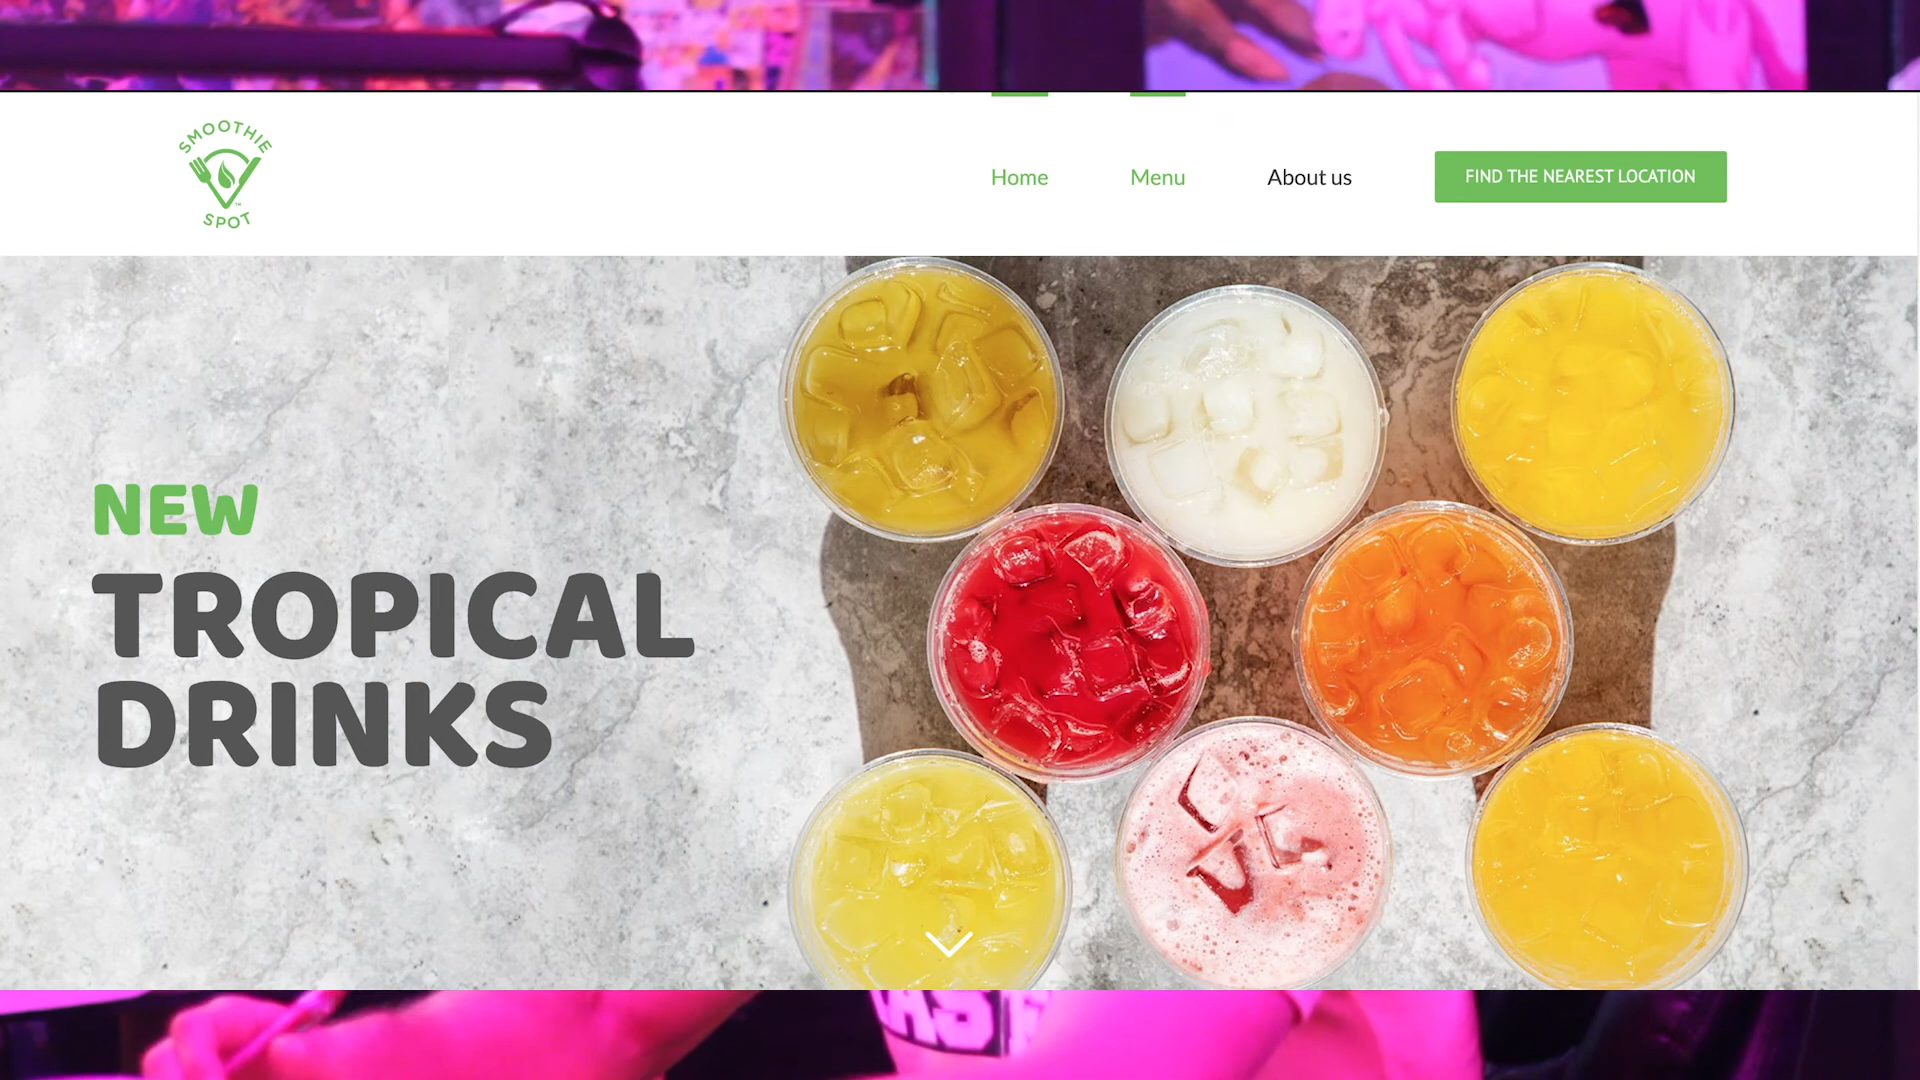 SMOOTHIE
SPOT
Home
Menu
About us
FIND THE NEAREST LOCATION
NEW
TROPICAL
DRINKS